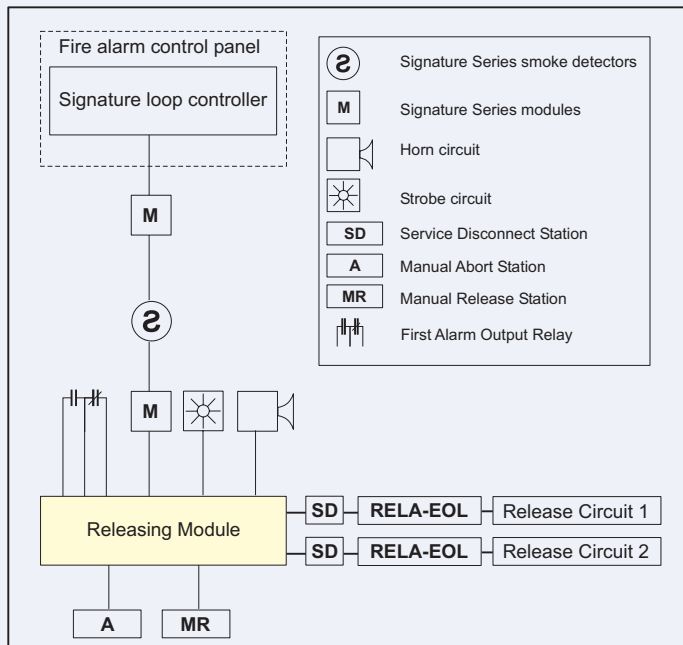 Fire alarm control panel
Signature loop controller
M
S
M
Releasing Module
SD
RELA-EOL
Release Circuit 1
SD
RELA-EOL
Release Circuit 2
A
MR
S
Signature Series smoke detectors
M
Signature Series modules
Horn circuit
Strobe circuit
SD
Service Disconnect Station
A
Manual Abort Station
MR
Manual Release Station
First Alarm Output Relay